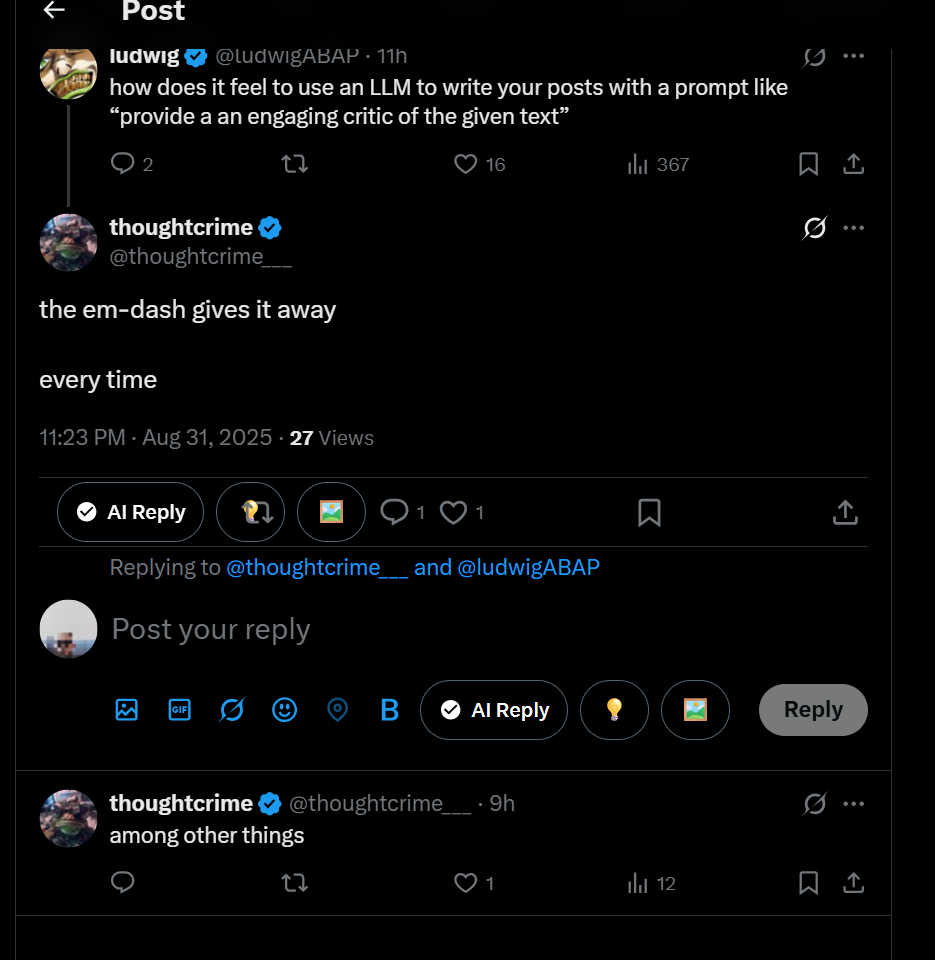 Post
ludwig @ludwigABAP · 11h
how does it feel to use an LLM to write your posts with a prompt like
“provide a an engaging critic of the given text”
2 16 367
thoughtcrime
@thoughtcrime___
the em-dash gives it away
every time
11:23 PM · Aug 31, 2025 · 27 Views
AI Reply 1 1
Replying to @thoughtcrime___ and @ludwigABAP
Post your reply
GIF B AI Reply Reply
thoughtcrime @thoughtcrime___ · 9h
among other things
1 12